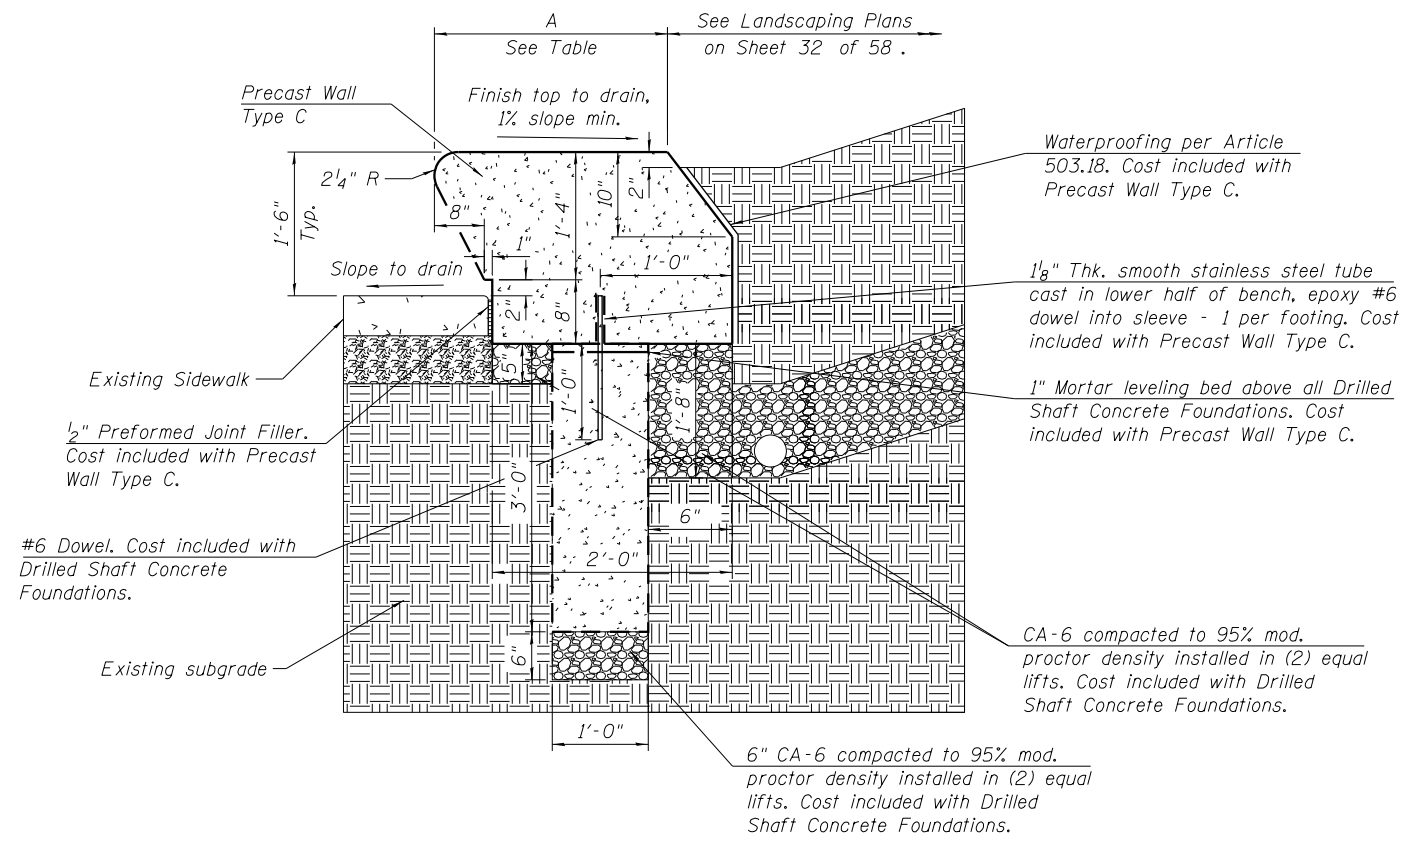 A
See Table
See Landscaping Plans
on Sheet 32 of 58 .
Precast Wall
Type C
Finish top to drain,
1% slope min.
Waterproofing per Article
503.18. Cost included with
Precast Wall Type C.
2¼" R
1'-6"
Typ.
8"
1'-4"
10"
2"
1"
1'-0"
Slope to drain
2"
8"
1⅛" Thk. smooth stainless steel tube
cast in lower half of bench, epoxy #6
dowel into sleeve - 1 per footing. Cost
included with Precast Wall Type C.
Existing Sidewalk
5"
1'-0"
1'-8"
1" Mortar leveling bed above all Drilled
Shaft Concrete Foundations. Cost
included with Precast Wall Type C.
½" Preformed Joint Filler.
Cost included with Precast
Wall Type C.
3'-0"
6"
2'-0"
#6 Dowel. Cost included with
Drilled Shaft Concrete
Foundations.
Existing subgrade
6"
CA-6 compacted to 95% mod.
proctor density installed in (2) equal
lifts. Cost included with Drilled
Shaft Concrete Foundations.
1'-0"
6" CA-6 compacted to 95% mod.
proctor density installed in (2) equal
lifts. Cost included with Drilled
Shaft Concrete Foundations.